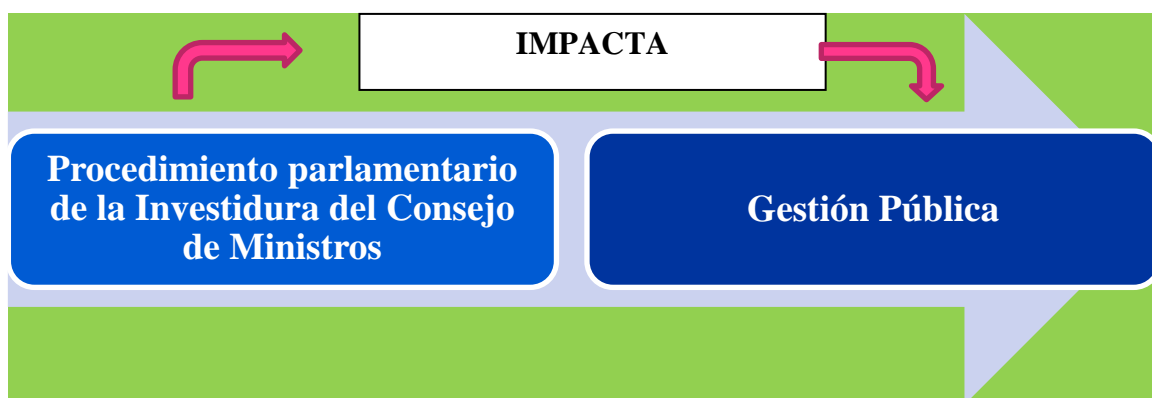 IMPACTA
Procedimiento parlamentario
de la Investidura del Consejo
de Ministros
Gestión Pública